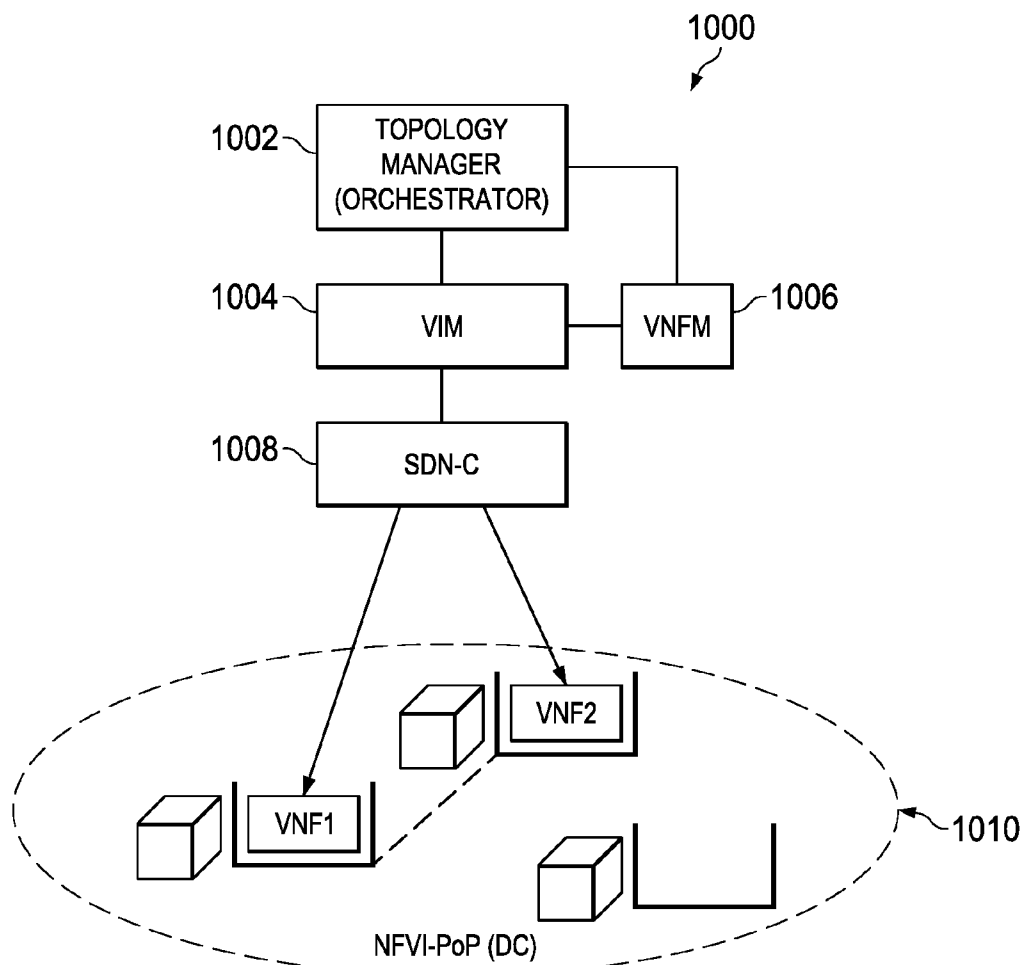 1000
1002
TOPOLOGY
MANAGER
(ORCHESTRATOR)
1004
VIM
VNFM
1006
1008
SDN-C
VNF2
VNF1
1010
NFVI-PoP (DC)